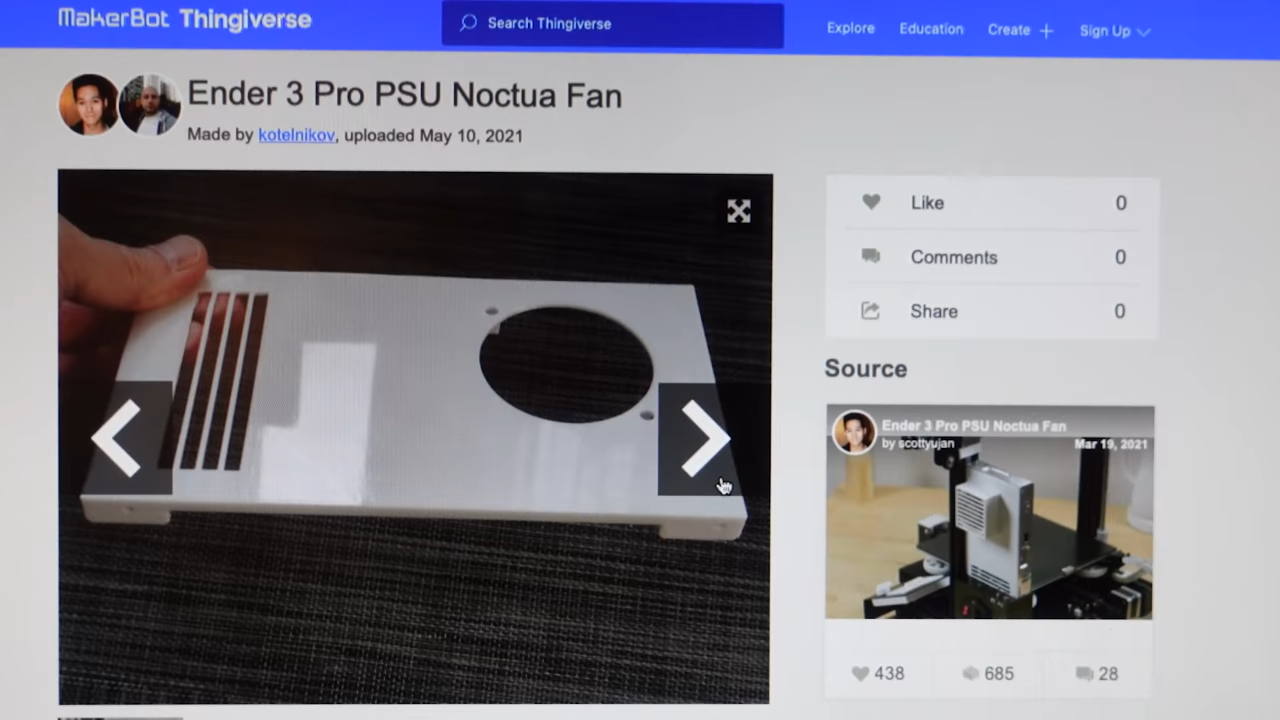 MakerBot Thingiverse
Search Thingiverse
Explore
Education
Create +
Sign Up
Ender 3 Pro PSU Noctua Fan
Made by kotelnikov, uploaded May 10, 2021
Like 0
Comments 0
Share 0
Source
Ender 3 Pro PSU Noctua Fan
by scottyujan
Mar 19, 2021
438
685
28